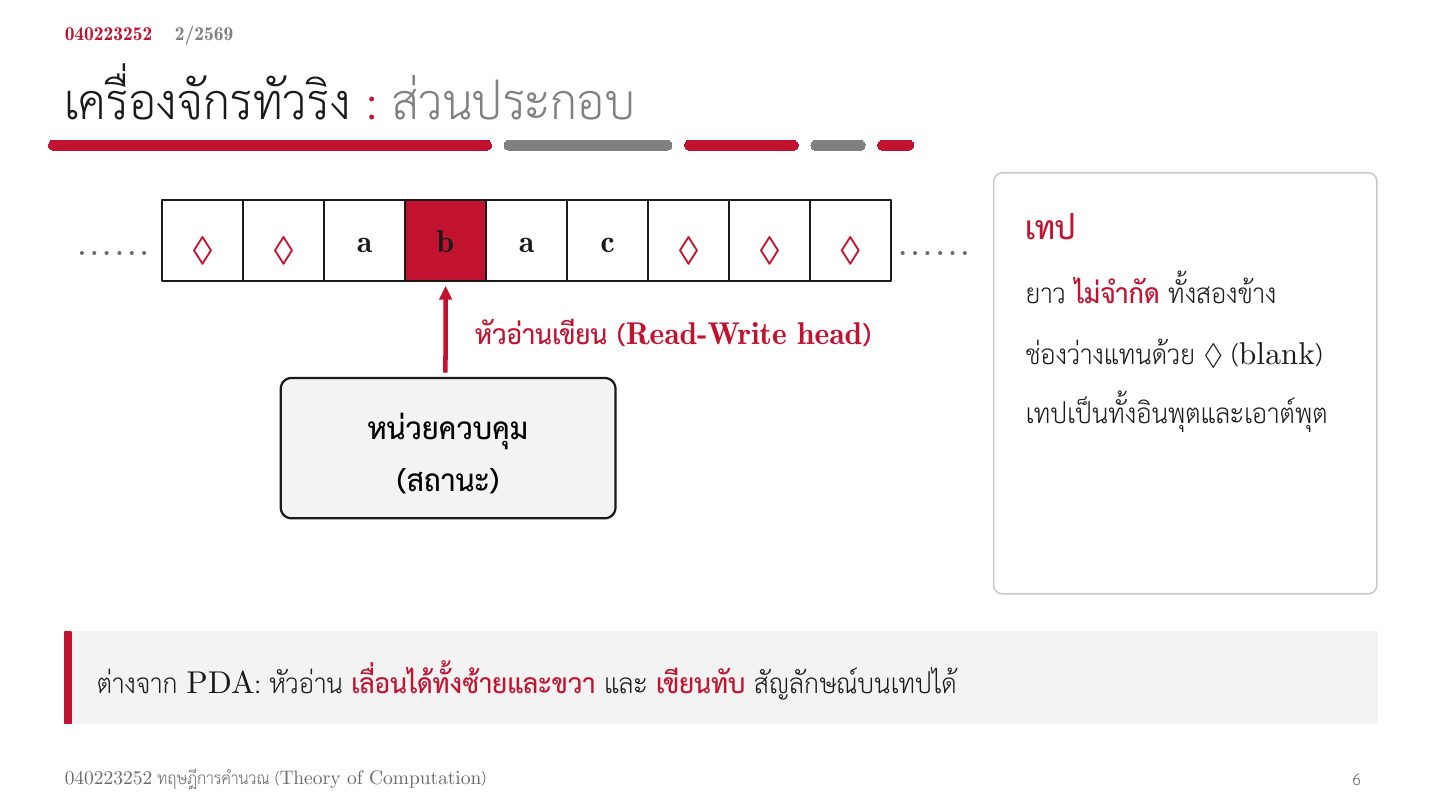 040223252 2/2569
เครื่องจักรทัวริง : ส่วนประกอบ
...... ◊ ◊ a b a c ◊ ◊ ◊ ......
หัวอ่านเขียน (Read-Write head)
หน่วยควบคุม
(สถานะ)
เทป
ยาว ไม่จำกัด ทั้งสองข้าง
ช่องว่างแทนด้วย ◊ (blank)
เทปเป็นทั้งอินพุตและเอาต์พุต
ต่างจาก PDA: หัวอ่าน เลื่อนได้ทั้งซ้ายและขวา และ เขียนทับ สัญลักษณ์บนเทปได้
040223252 ทฤษฎีการคำนวณ (Theory of Computation)
6